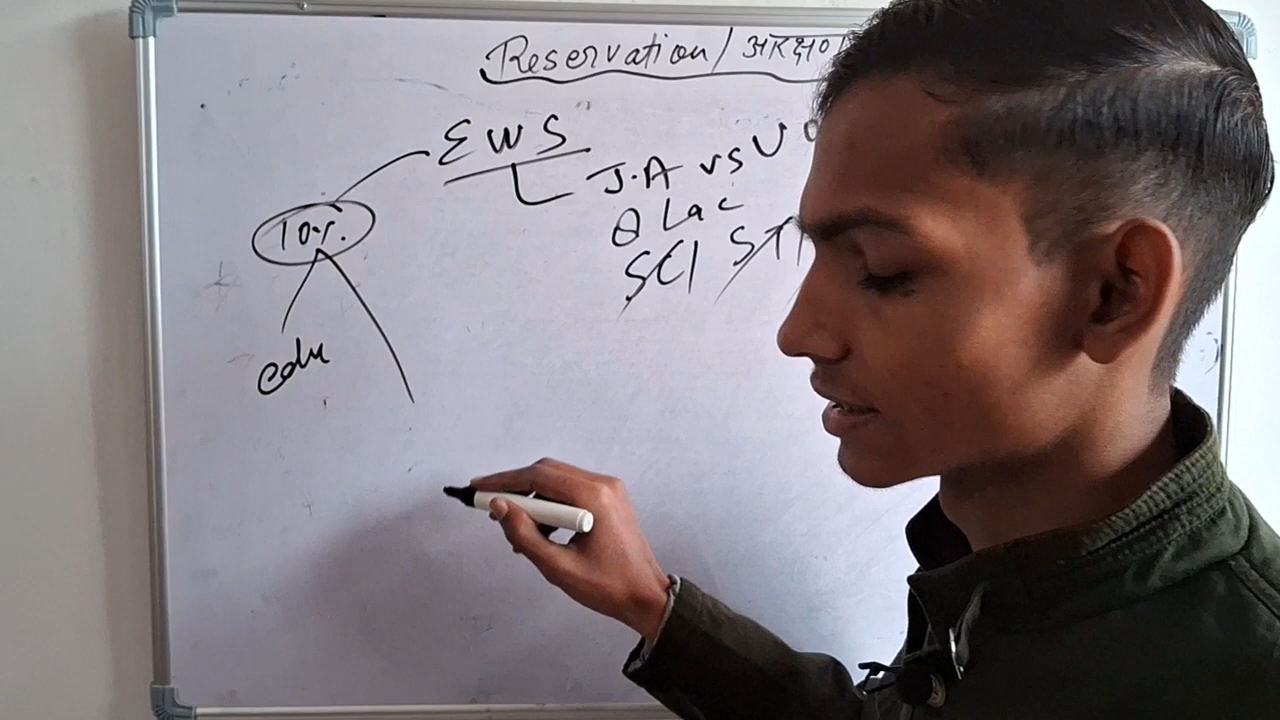 Reservation / आरक्षण
EWS
J.A vs U O
10%.
8 Lac
SC/ ST/
edu